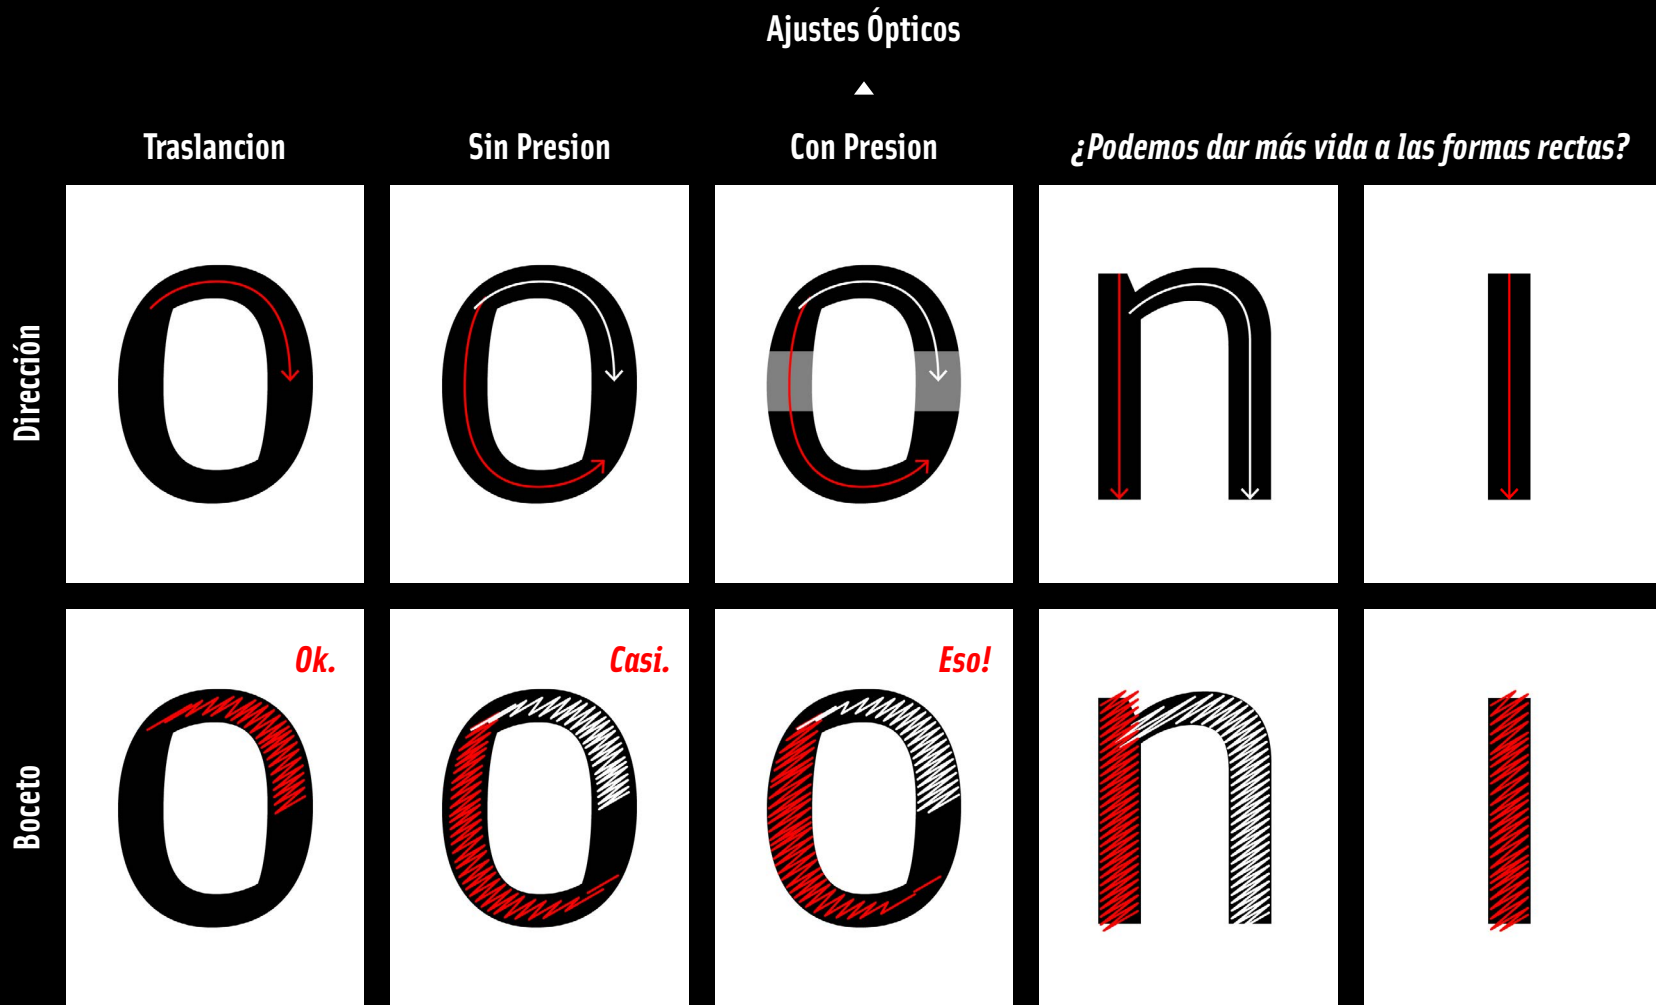 Ajustes Ópticos
Traslancion
Sin Presion
Con Presion
¿Podemos dar más vida a las formas rectas?
Dirección
o
o
o
n
ı
Boceto
Ok.
Casi.
Eso!
o
o
o
n
ı